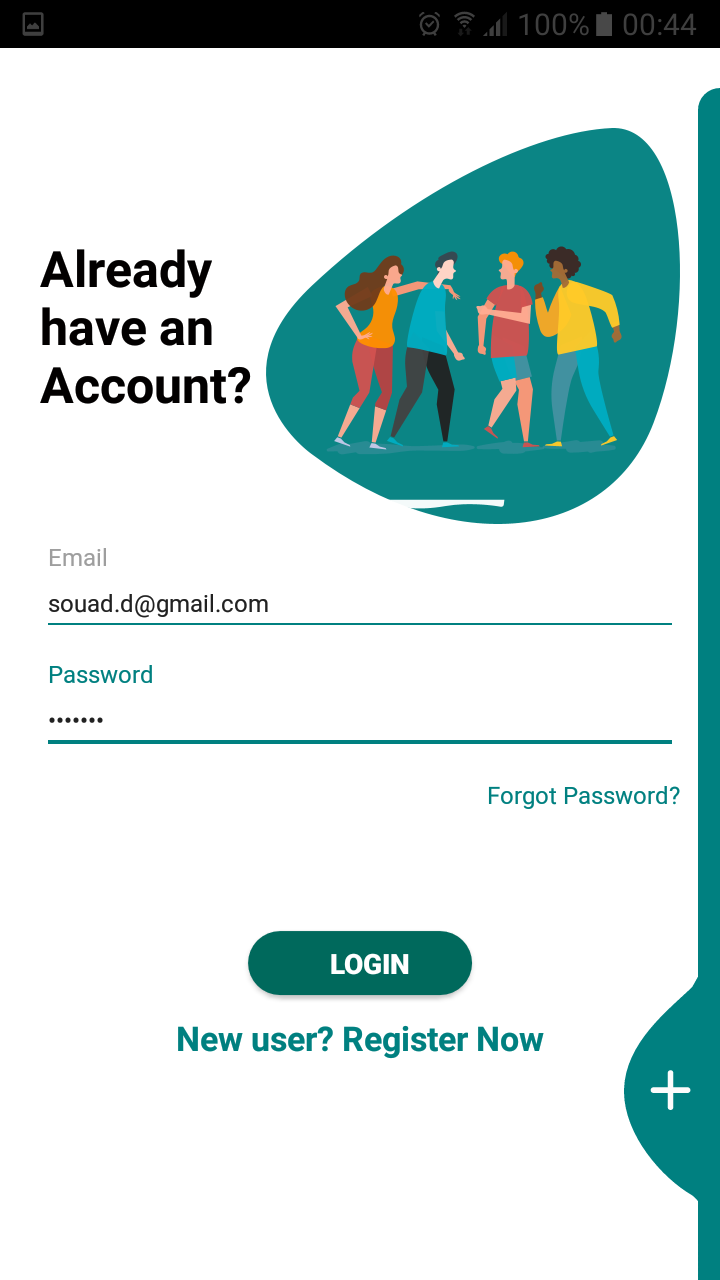 100% 00:44
Already
have an
Account?
Email
souad.d@gmail.com
Password
•••••••
Forgot Password?
LOGIN
New user? Register Now